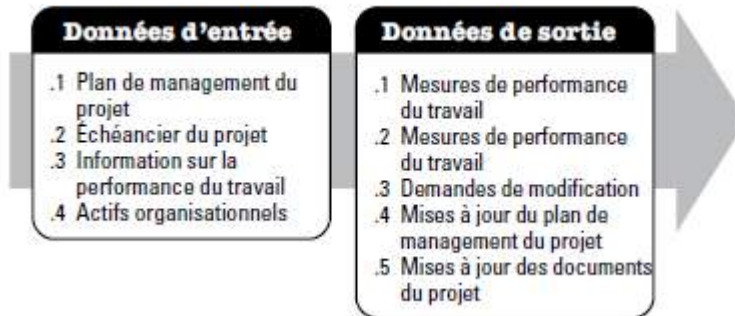 Données d'entrée
.1 Plan de management du
projet
.2 Échéancier du projet
.3 Information sur la
performance du travail
.4 Actifs organisationnels
Données de sortie
.1 Mesures de performance
du travail
.2 Mesures de performance
du travail
.3 Demandes de modification
.4 Mises à jour du plan de
management du projet
.5 Mises à jour des documents
du projet